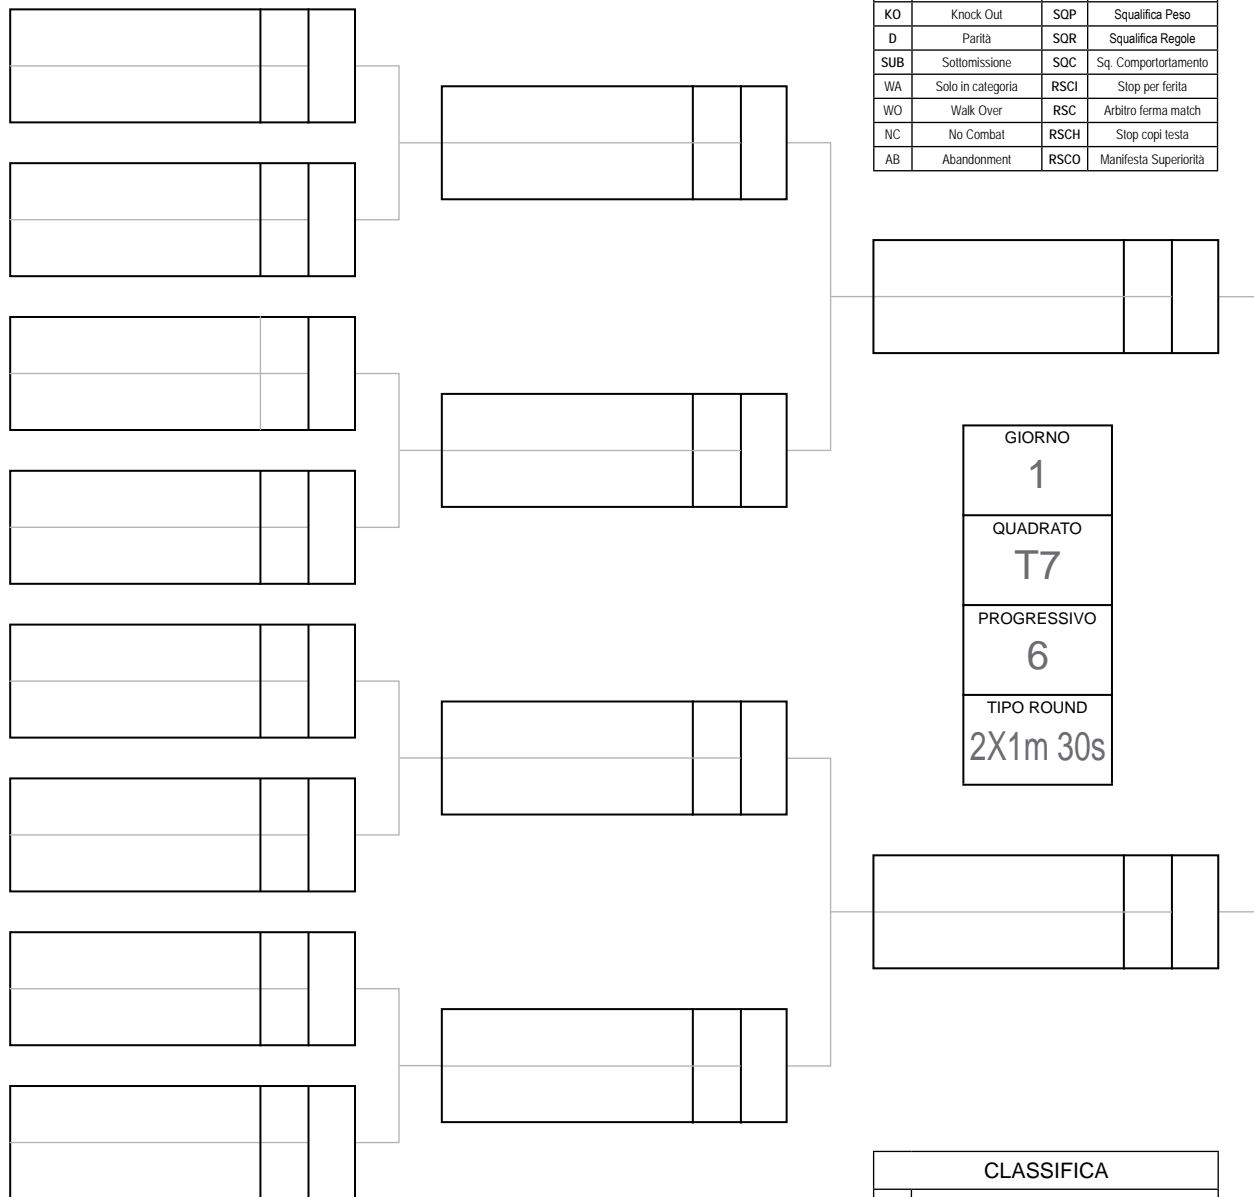 KO Knock Out SQP Squalifica Peso
D Parità SQR Squalifica Regole
SUB Sottomissione SQC Sq. Comportortamento
WA Solo in categoria RSCI Stop per ferita
WO Walk Over RSC Arbitro ferma match
NC No Combat RSCH Stop copi testa
AB Abandonment RSCO Manifesta Superiorità
GIORNO
1
QUADRATO
T7
PROGRESSIVO
6
TIPO ROUND
2X1m 30s
CLASSIFICA